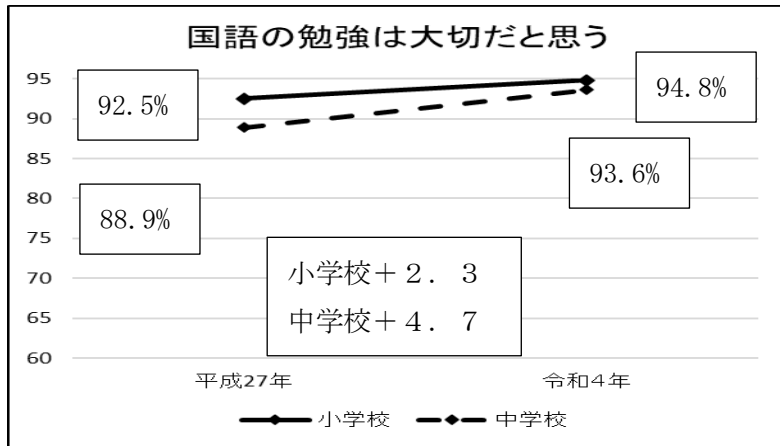 国語の勉強は大切だと思う
95
90
85
80
75
70
65
60
92.5%
94.8%
88.9%
93.6%
小学校＋２．３
中学校＋４．７
平成27年
令和4年
小学校
中学校